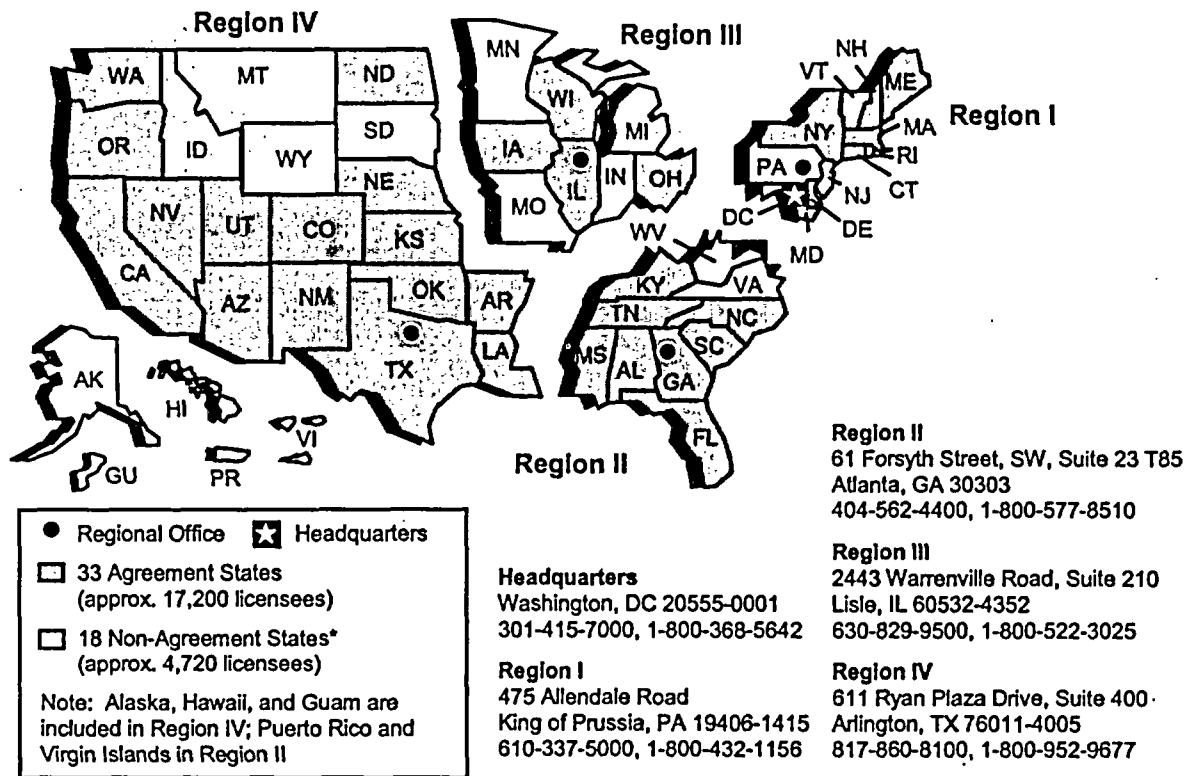 Region IV
Region III
Region I
WA
MT
ND
OR
ID
SD
WY
NE
NV
UT
CO
KS
CA
AZ
NM
OK
AR
TX
LA
AK
HI
GU
PR
VI
MN
WI
MI
IA
IL
IN
OH
MO
NH
VT
ME
NY
MA
RI
PA
CT
NJ
DC
DE
MD
WV
KY
VA
TN
NC
SC
MS
AL
GA
FL
Region II
● Regional Office ★ Headquarters
33 Agreement States
(approx. 17,200 licensees)
18 Non-Agreement States*
(approx. 4,720 licensees)
Note: Alaska, Hawaii, and Guam are
included in Region IV; Puerto Rico and
Virgin Islands in Region II
Headquarters
Washington, DC 20555-0001
301-415-7000, 1-800-368-5642
Region I
475 Allendale Road
King of Prussia, PA 19406-1415
610-337-5000, 1-800-432-1156
Region II
61 Forsyth Street, SW, Suite 23 T85
Atlanta, GA 30303
404-562-4400, 1-800-577-8510
Region III
2443 Warrenville Road, Suite 210
Lisle, IL 60532-4352
630-829-9500, 1-800-522-3025
Region IV
611 Ryan Plaza Drive, Suite 400
Arlington, TX 76011-4005
817-860-8100, 1-800-952-9677